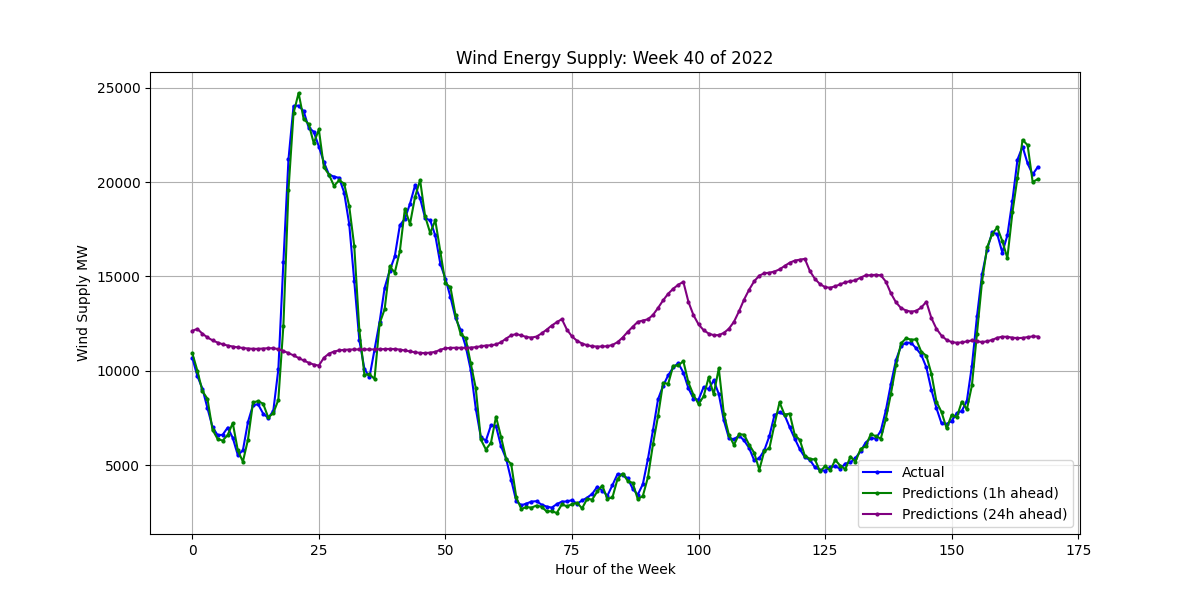 Wind Energy Supply: Week 40 of 2022
Wind Supply MW
25000
20000
15000
10000
5000
0 25 50 75 100 125 150 175
Hour of the Week
Actual
Predictions (1h ahead)
Predictions (24h ahead)